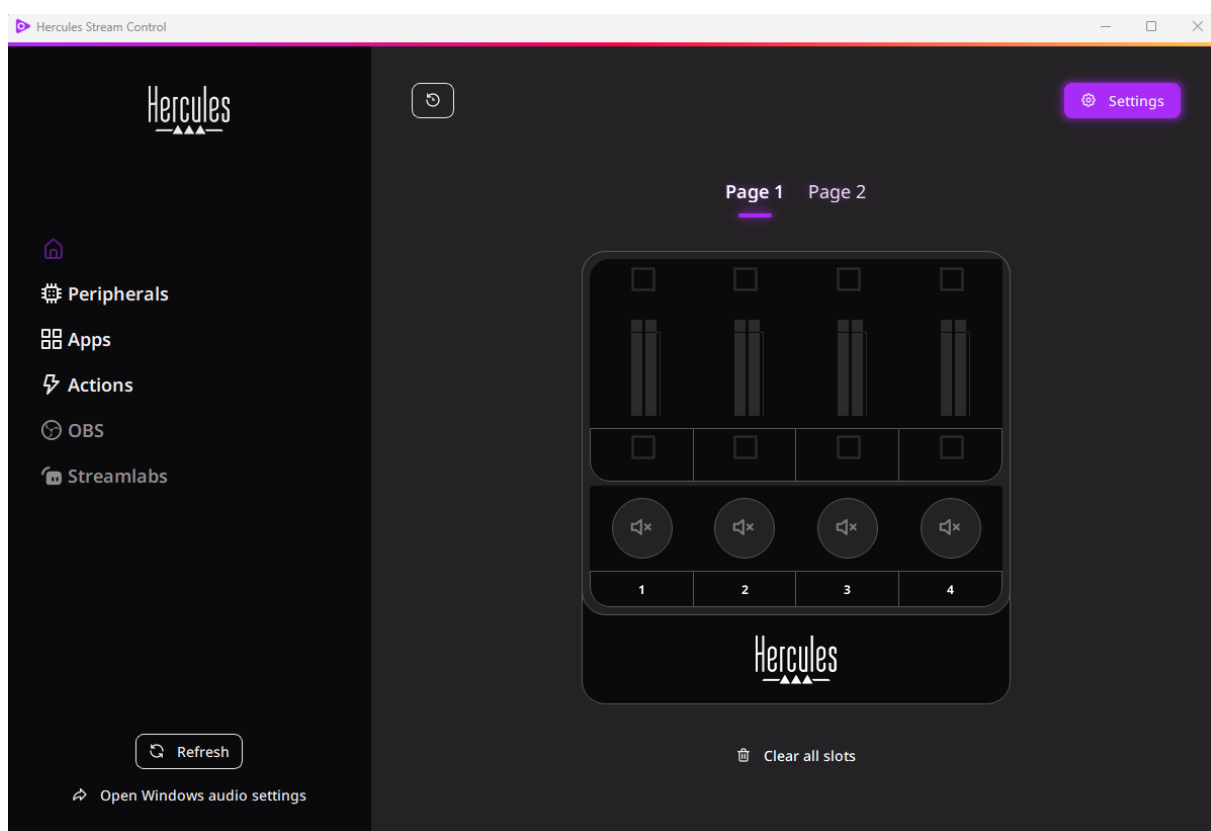 Hercules Stream Control
Hercules
Settings
Page 1 Page 2
Peripherals
Apps
Actions
OBS
Streamlabs
1 2 3 4
Hercules
Refresh
Clear all slots
Open Windows audio settings